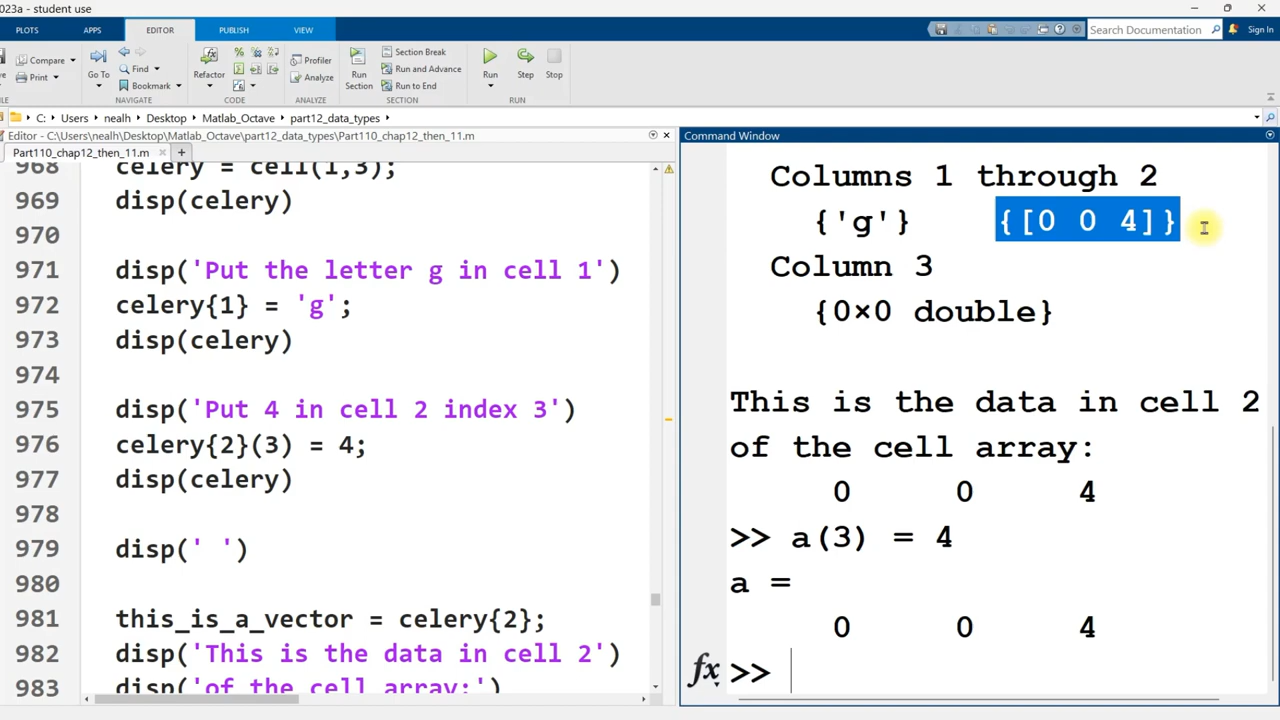 023a - student use
PLOTS APPS EDITOR PUBLISH VIEW
Search Documentation Sign In
Compare
Print
Go To
Find
Bookmark
NAVIGATE
Refactor
CODE
Profiler
Analyze
ANALYZE
Run Section
Section Break
Run and Advance
Run to End
SECTION
Run Step Stop
RUN
C: Users nealh Desktop Matlab_Octave part12_data_types
Editor - C:\Users\nealh\Desktop\Matlab_Octave\part12_data_types\Part110_chap12_then_11.m
Part110_chap12_then_11.m +
968 celery = cell(1,3);
969 disp(celery)
970
971 disp('Put the letter g in cell 1')
972 celery{1} = 'g';
973 disp(celery)
974
975 disp('Put 4 in cell 2 index 3')
976 celery{2}(3) = 4;
977 disp(celery)
978
979 disp(' ')
980
981 this_is_a_vector = celery{2};
982 disp('This is the data in cell 2')
983 disp('of the cell array:')
Command Window
Columns 1 through 2
{'g'} {[0 0 4]}
Column 3
{0×0 double}
This is the data in cell 2
of the cell array:
0 0 4
>> a(3) = 4
a =
0 0 4
fx >>